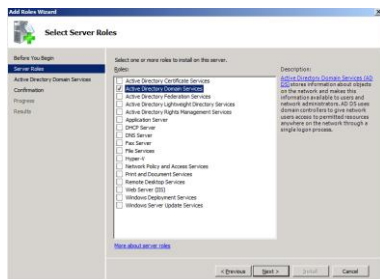 Add Roles Wizard
Select Server Roles
Before You Begin
Server Roles
Active Directory Domain Services
Confirmation
Progress
Results
Select one or more roles to install on this server.
Roles:
Active Directory Certificate Services
Active Directory Domain Services
Active Directory Federation Services
Active Directory Lightweight Directory Services
Active Directory Rights Management Services
Application Server
DHCP Server
DNS Server
Fax Server
File Services
Hyper-V
Network Policy and Access Services
Print and Document Services
Remote Desktop Services
Web Server (IIS)
Windows Deployment Services
Windows Server Update Services
More about server roles
Description:
Active Directory Domain Services (AD
DS) stores information about objects
on the network and makes this
information available to users and
network administrators. AD DS uses
domain controllers to give network
users access to permitted resources
anywhere on the network through a
single logon process.
< Previous
Next >
Install
Cancel